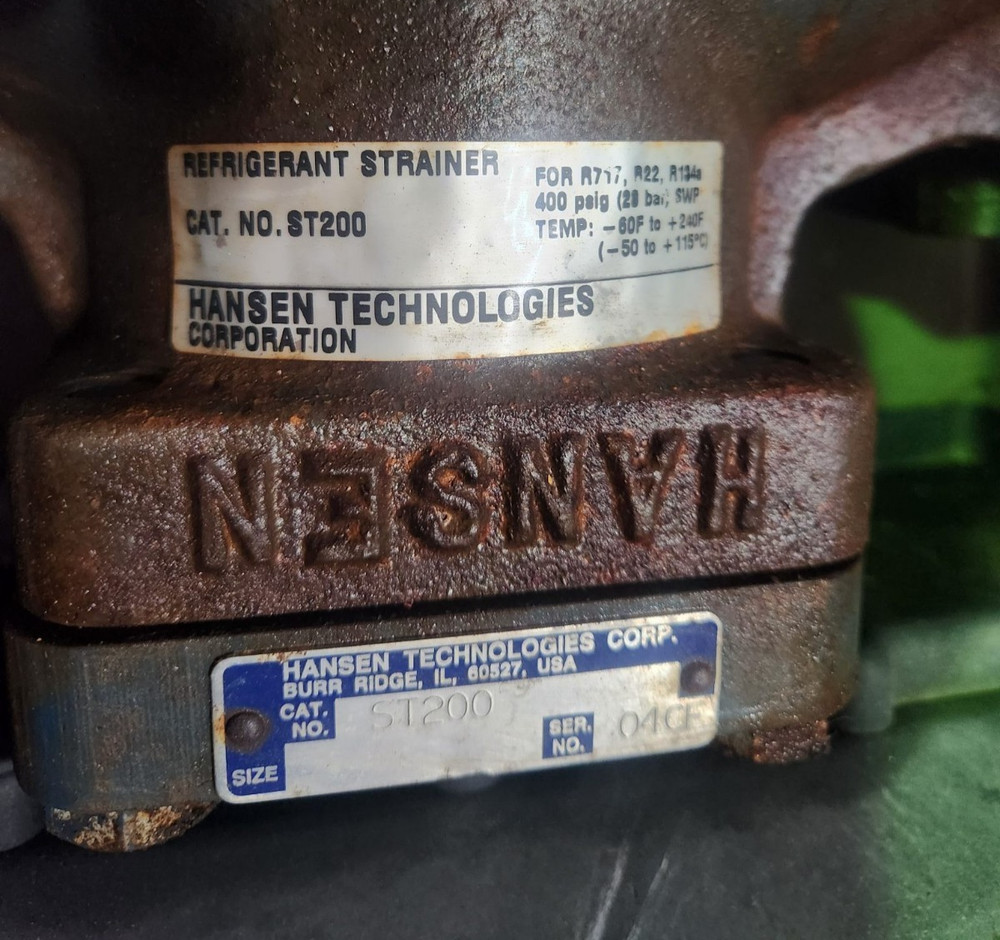 REFRIGERANT STRAINER
CAT. NO. ST200
FOR R717, R22, R134a
400 psig (28 bar) SWP
TEMP: -60F to +240F
(-50 to +115°C)
HANSEN TECHNOLOGIES
CORPORATION
HANSEN
HANSEN TECHNOLOGIES CORP.
BURR RIDGE, IL, 60527, USA
CAT.
NO.
ST200
SER.
NO.
SIZE